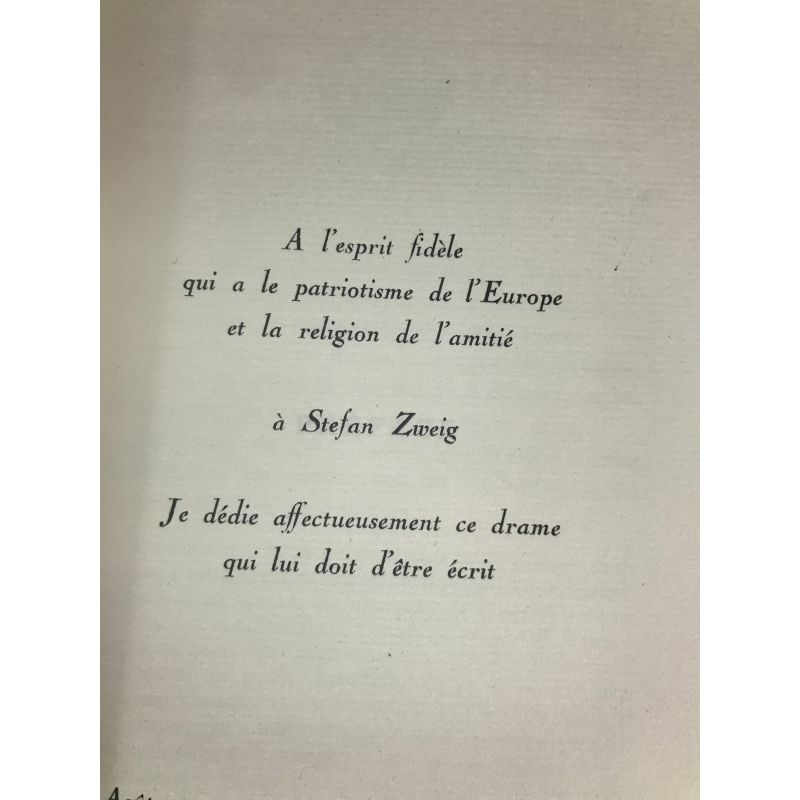 A l'esprit fidèle
qui a le patriotisme de l'Europe
et la religion de l'amitié
à Stefan Zweig
Je dédie affectueusement ce drame
qui lui doit d'être écrit